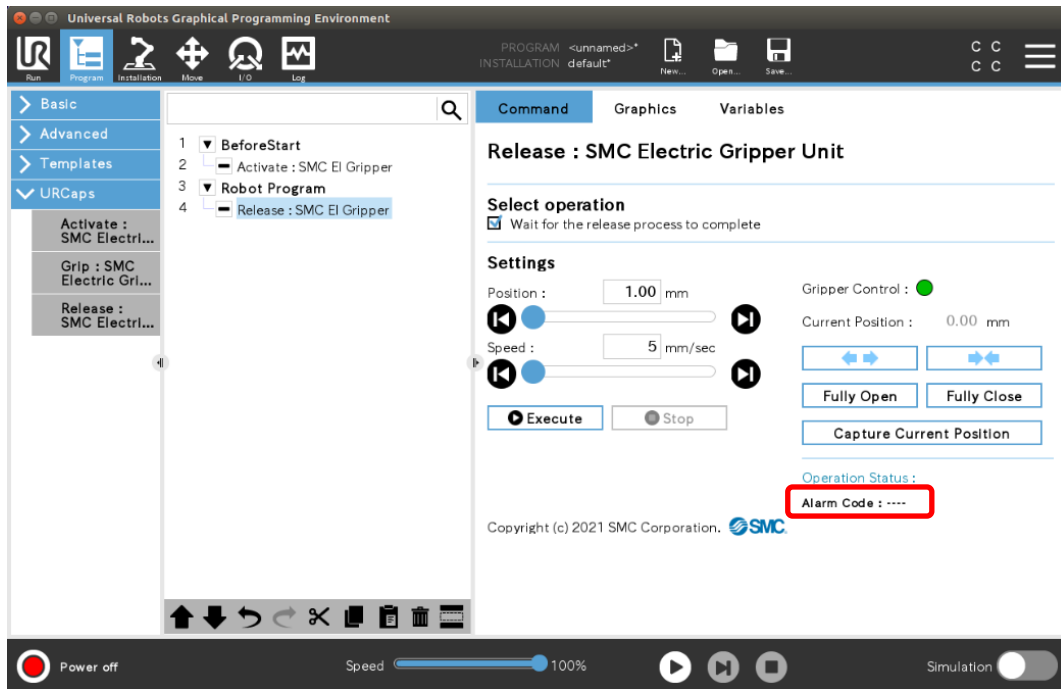 Universal Robots Graphical Programming Environment
UR
Run
Program
Installation
Move
I/O
Log
PROGRAM <unnamed>*
INSTALLATION default*
New...
Open...
Save...
C C
C C
Basic
Advanced
Templates
URCaps
Activate :
SMC Electri...
Grip : SMC
Electric Gri...
Release :
SMC Electri...
1 BeforeStart
2 Activate : SMC El Gripper
3 Robot Program
4 Release : SMC El Gripper
Command Graphics Variables
Release : SMC Electric Gripper Unit
Select operation
Wait for the release process to complete
Settings
Position : 1.00 mm
Speed : 5 mm/sec
Execute Stop
Gripper Control :
Current Position : 0.00 mm
Fully Open Fully Close
Capture Current Position
Operation Status :
Alarm Code : ----
Copyright (c) 2021 SMC Corporation. SMC.
Power off
Speed 100%
Simulation